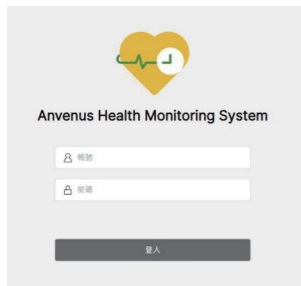 Anvenus Health Monitoring System
帳號
密碼
登入